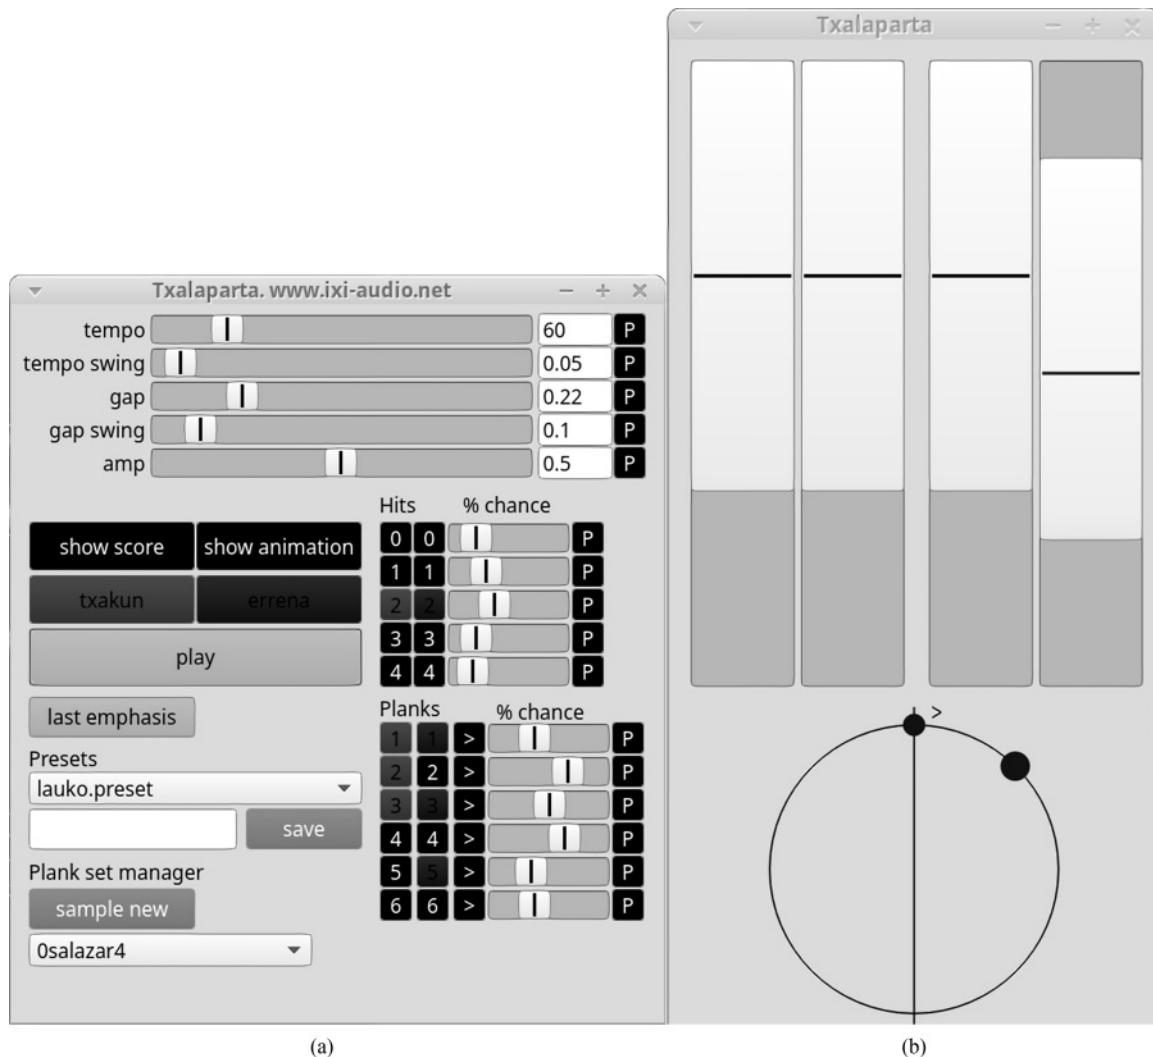 Txalaparta
Txalaparta. www.ixi-audio.net
tempo 60 P
tempo swing 0.05 P
gap 0.22 P
gap swing 0.1 P
amp 0.5 P
Hits % chance
show score show animation
0 0 P
1 1 P
txakun errena
2 2 P
play
3 3 P
4 4 P
last emphasis
Planks % chance
1 1 > P
Presets
2 2 > P
lauko.preset
3 3 > P
save
4 4 > P
Plank set manager
5 5 > P
sample new
6 6 > P
0salazar4
>
(a) (b)